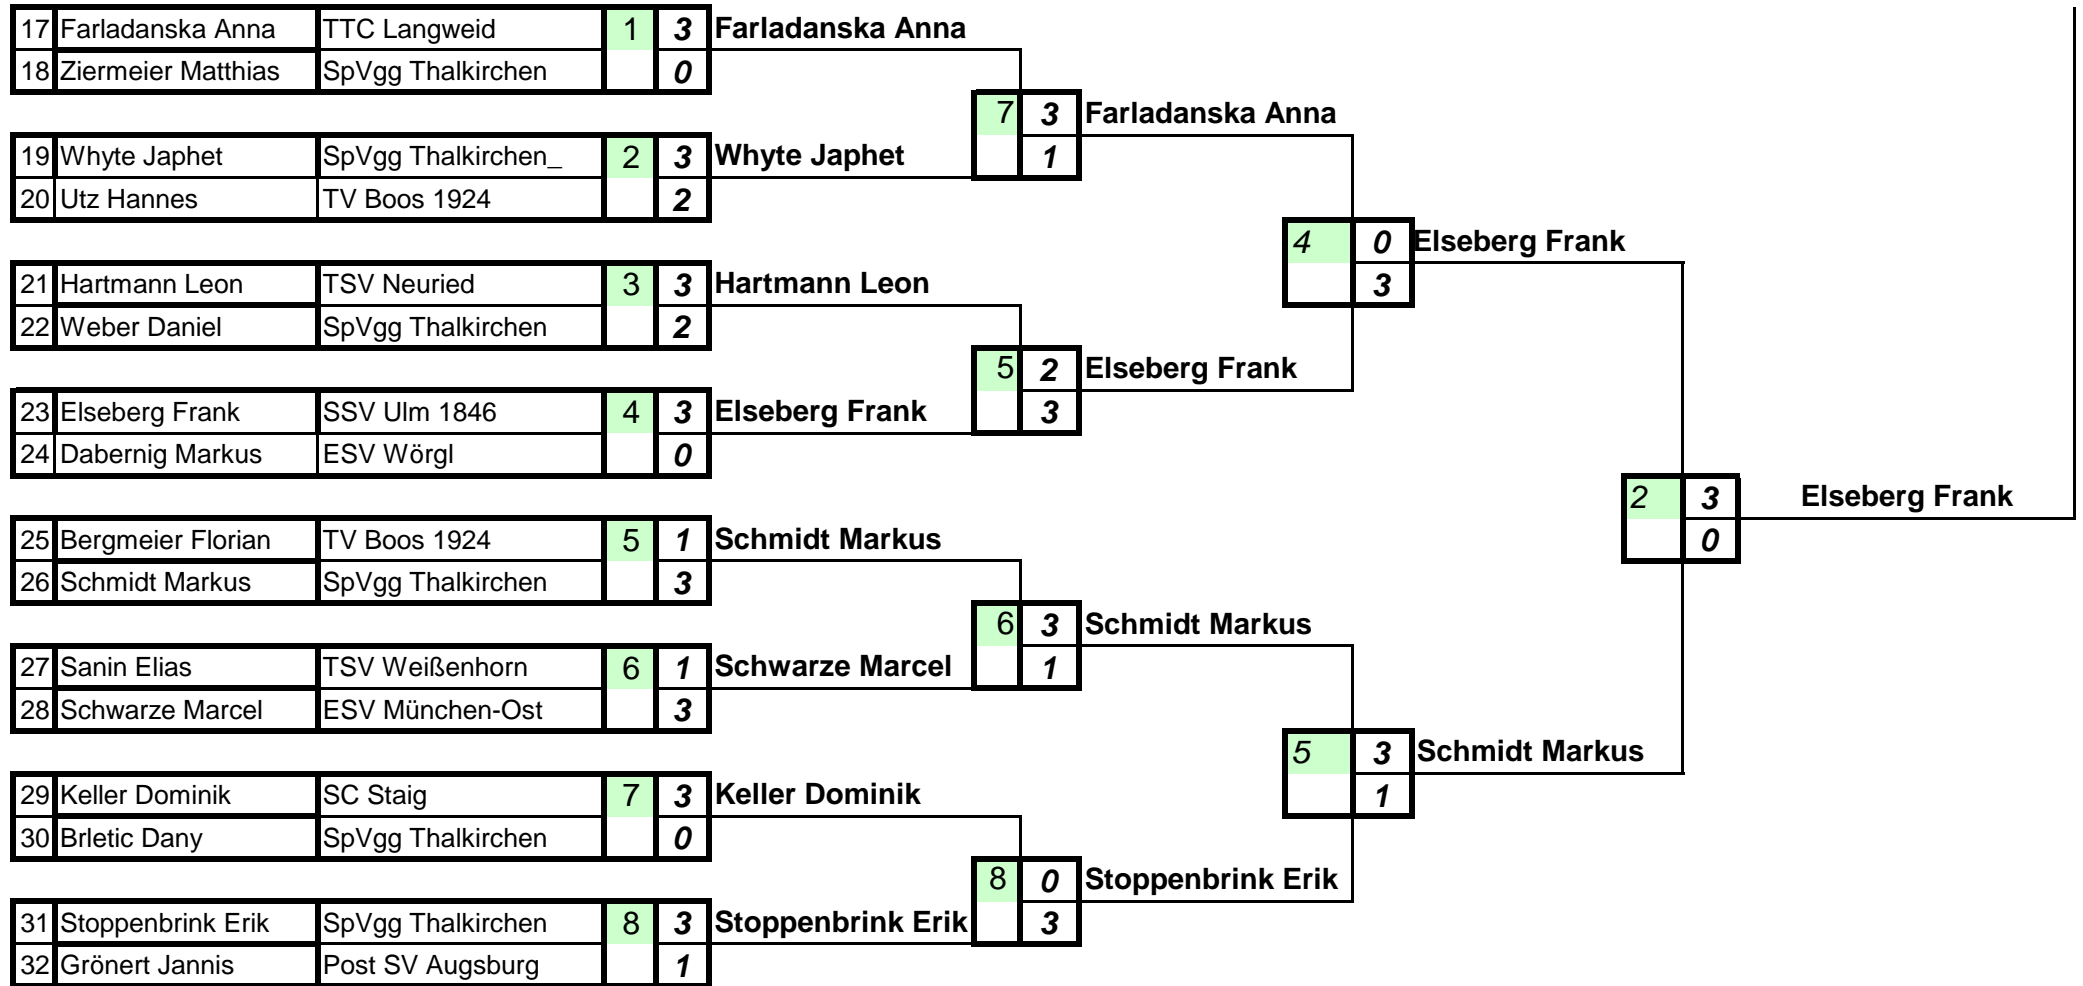 17 Farladanska Anna TTC Langweid 1 3 Farladanska Anna
18 Ziermeier Matthias SpVgg Thalkirchen 0
7 3 Farladanska Anna
19 Whyte Japhet SpVgg Thalkirchen_ 2 3 Whyte Japhet 1
20 Utz Hannes TV Boos 1924 2
4 0 Elseberg Frank
21 Hartmann Leon TSV Neuried 3 3 Hartmann Leon 3
22 Weber Daniel SpVgg Thalkirchen 2
5 2 Elseberg Frank
23 Elseberg Frank SSV Ulm 1846 4 3 Elseberg Frank 3
24 Dabernig Markus ESV Wörgl 0
2 3 Elseberg Frank
25 Bergmeier Florian TV Boos 1924 5 1 Schmidt Markus 0
26 Schmidt Markus SpVgg Thalkirchen 3
6 3 Schmidt Markus
27 Sanin Elias TSV Weißenhorn 6 1 Schwarze Marcel 1
28 Schwarze Marcel ESV München-Ost 3
5 3 Schmidt Markus
29 Keller Dominik SC Staig 7 3 Keller Dominik 1
30 Brletic Dany SpVgg Thalkirchen 0
8 0 Stoppenbrink Erik
31 Stoppenbrink Erik SpVgg Thalkirchen 8 3 Stoppenbrink Erik 3
32 Grönert Jannis Post SV Augsburg 1